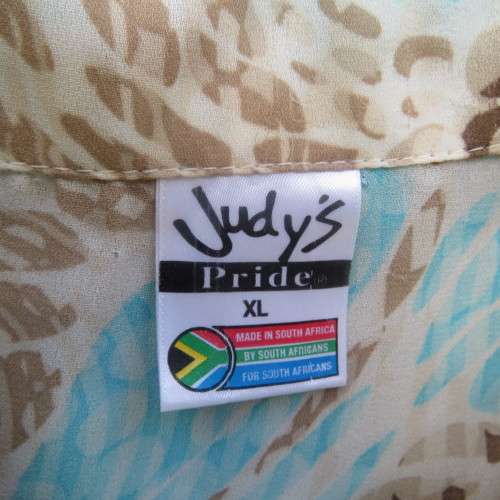 Judy's
Pride
XL
MADE IN SOUTH AFRICA
BY SOUTH AFRICANS
FOR SOUTH AFRICANS